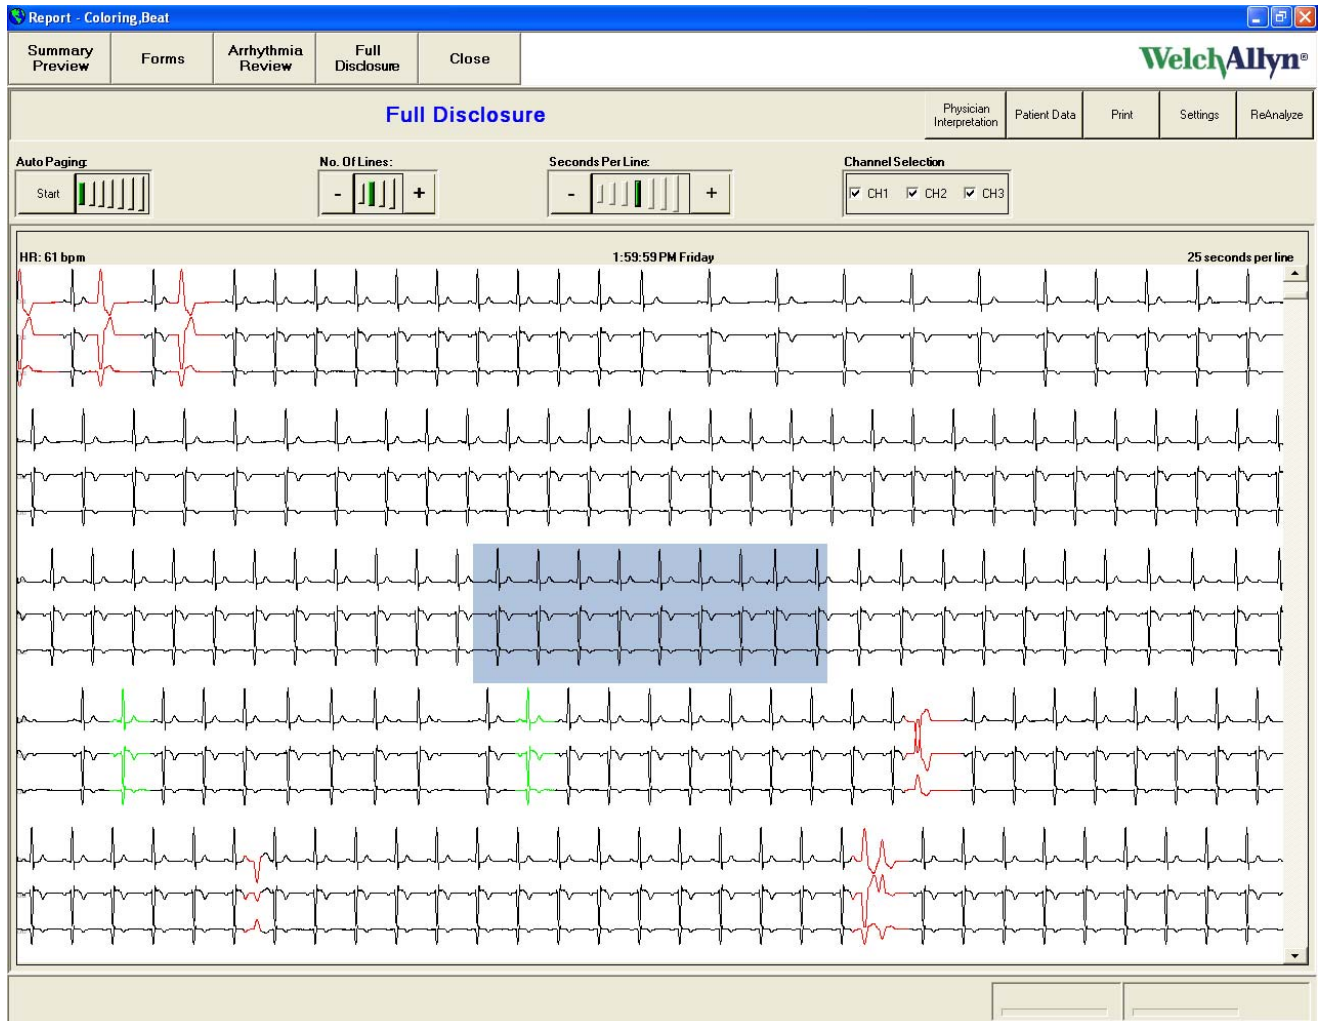 Report - Coloring,Beat
Summary Preview
Forms
Arrhythmia Review
Full Disclosure
Close
WelchAllyn®
Full Disclosure
Physician Interpretation
Patient Data
Print
Settings
ReAnalyze
Auto Paging:
No. Of Lines:
Seconds Per Line:
Channel Selection
Start
-
+
-
+
CH1
CH2
CH3
HR: 61 bpm
1:59:59 PM Friday
25 seconds per line